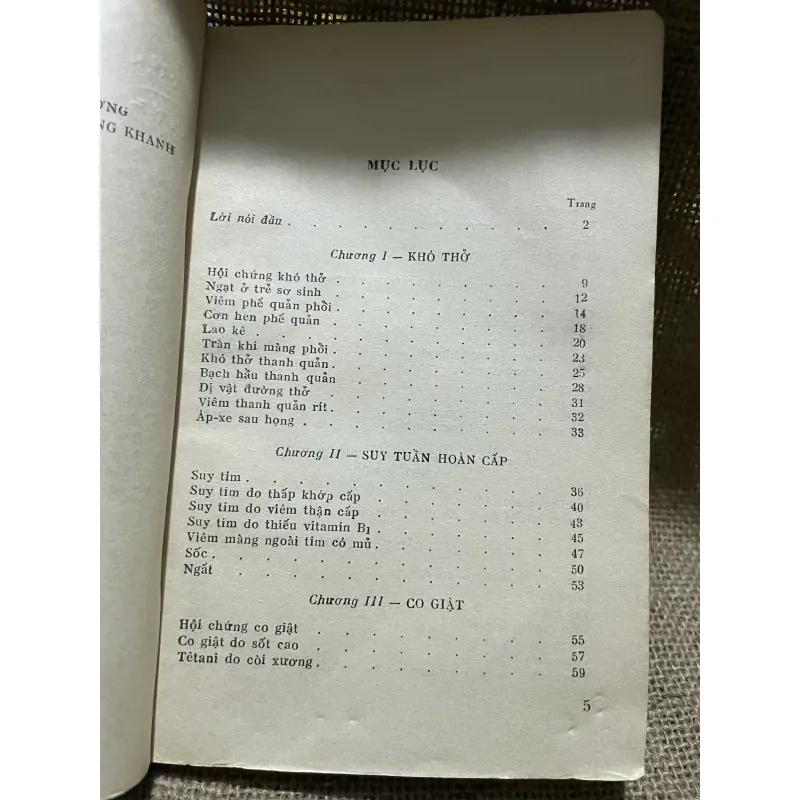 ƠNG
NG KHANH
MỤC LỤC
Trang
Lời nói đầu . . . . . . . . . . . 2
Chương I — KHÓ THỞ
Hội chứng khó thở . . . . . . . . . 9
Ngạt ở trẻ sơ sinh . . . . . . . . . 12
Viêm phế quản phổi . . . . . . . . . 14
Cơn hen phế quản . . . . . . . . . 18
Lao kê . . . . . . . . . . . 20
Tràn khí màng phổi . . . . . . . . . 23
Khó thở thanh quản . . . . . . . . . 25
Bạch hầu thanh quản . . . . . . . . 28
Dị vật đường thở . . . . . . . . . 31
Viêm thanh quản rít . . . . . . . . . 32
Áp-xe sau họng . . . . . . . . . . 33
Chương II — SUY TUẦN HOÀN CẤP
Suy tim . . . . . . . . . . . 36
Suy tim do thấp khớp cấp . . . . . . . 40
Suy tim do viêm thận cấp . . . . . . . 43
Suy tim do thiếu vitamin B1 . . . . . . . 45
Viêm màng ngoài tim có mủ . . . . . . . 47
Sốc . . . . . . . . . . . . 50
Ngất . . . . . . . . . . . 53
Chương III — CO GIẬT
Hội chứng co giật . . . . . . . . . 55
Co giật do sốt cao . . . . . . . . . 57
Têtani do còi xương . . . . . . . . . 59
5